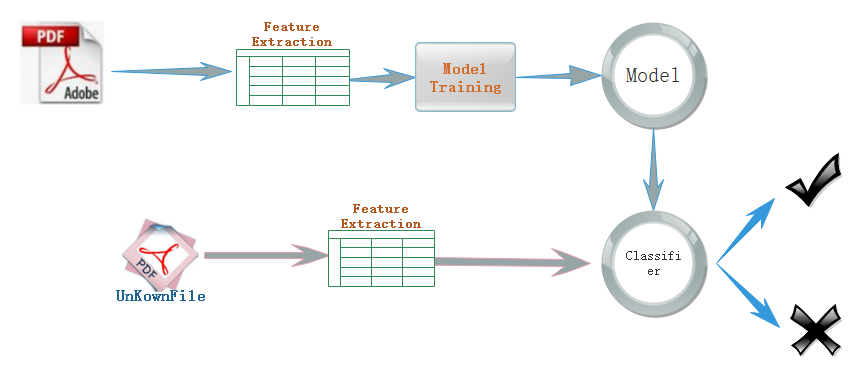 PDF
Adobe
Feature
Extraction
Model
Training
Model
Feature
Extraction
PDF
UnKownFile
Classifi
er